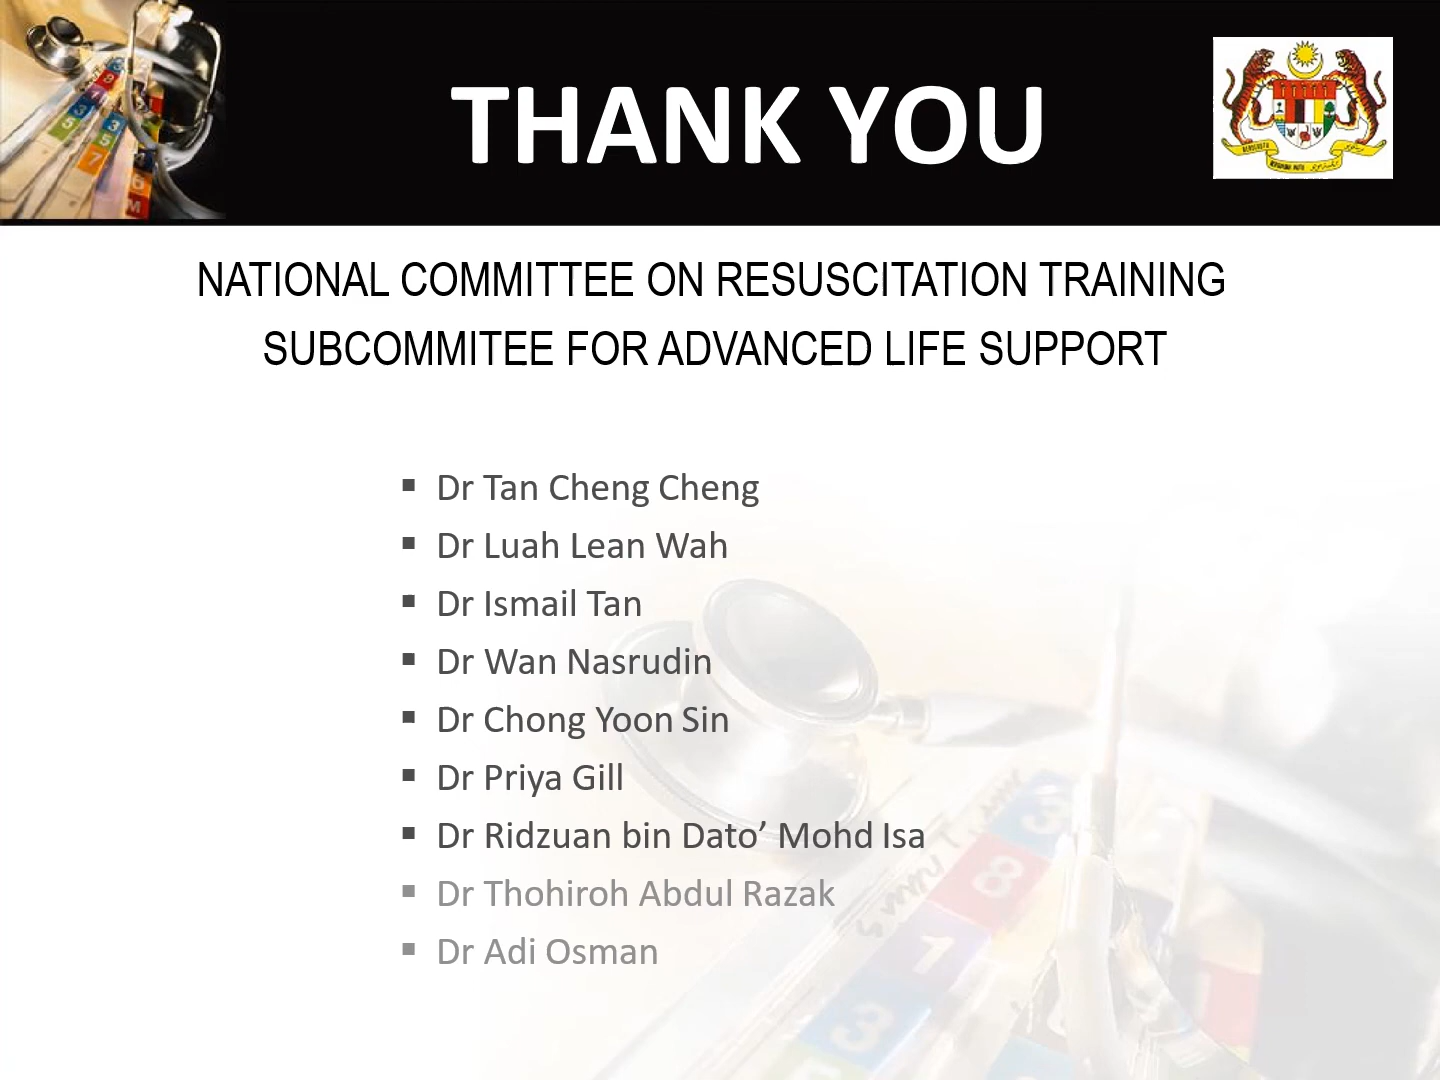 THANK YOU
NATIONAL COMMITTEE ON RESUSCITATION TRAINING
SUBCOMMITEE FOR ADVANCED LIFE SUPPORT
▪ Dr Tan Cheng Cheng
▪ Dr Luah Lean Wah
▪ Dr Ismail Tan
▪ Dr Wan Nasrudin
▪ Dr Chong Yoon Sin
▪ Dr Priya Gill
▪ Dr Ridzuan bin Dato’ Mohd Isa
▪ Dr Thohiroh Abdul Razak
▪ Dr Adi Osman